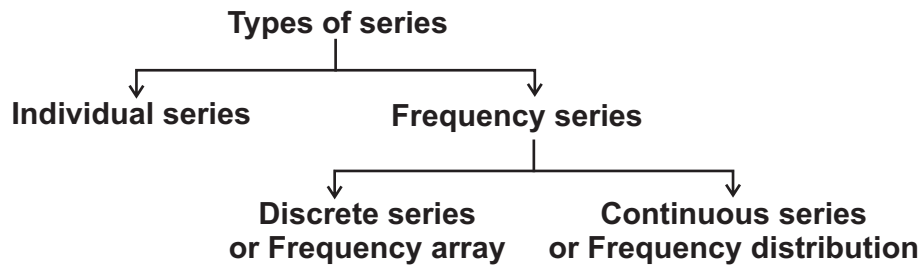 Types of series
Individual series
Frequency series
Discrete series
or Frequency array
Continuous series
or Frequency distribution